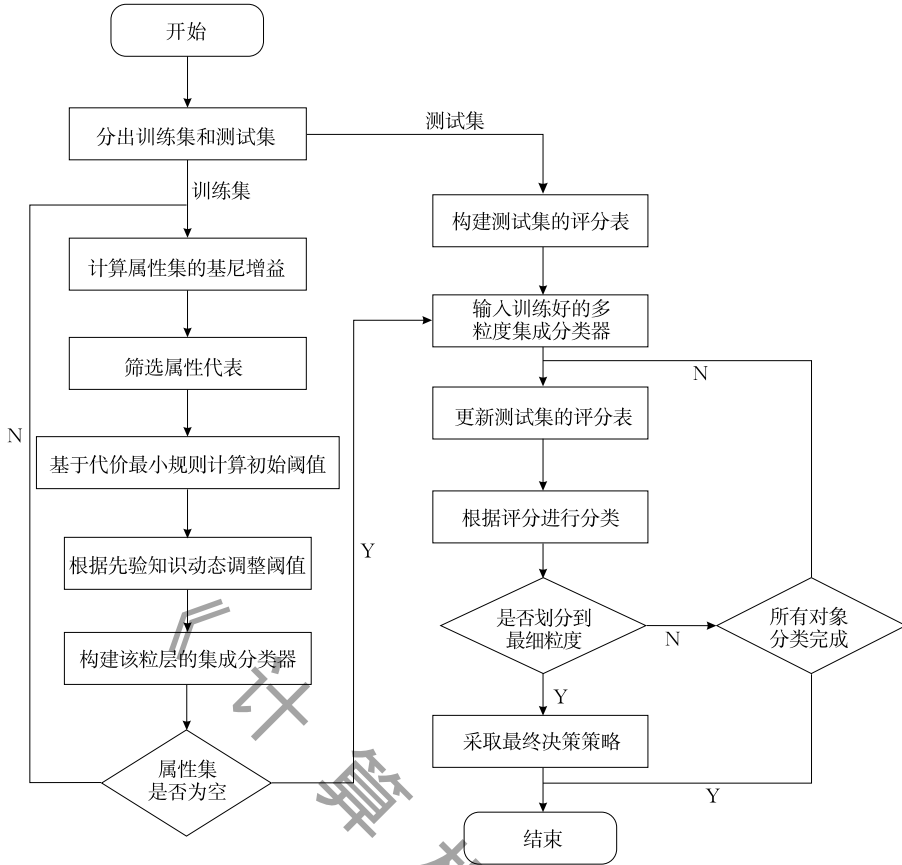 开始
分出训练集和测试集
测试集
训练集
构建测试集的评分表
计算属性集的基尼增益
输入训练好的多
粒度集成分类器
筛选属性代表
N
更新测试集的评分表
N
基于代价最小规则计算初始阈值
根据评分进行分类
Y
根据先验知识动态调整阈值
是否划分到
最细粒度
N
所有对象
分类完成
构建该粒层的集成分类器
Y
采取最终决策策略
属性集
是否为空
Y
结束
《计算